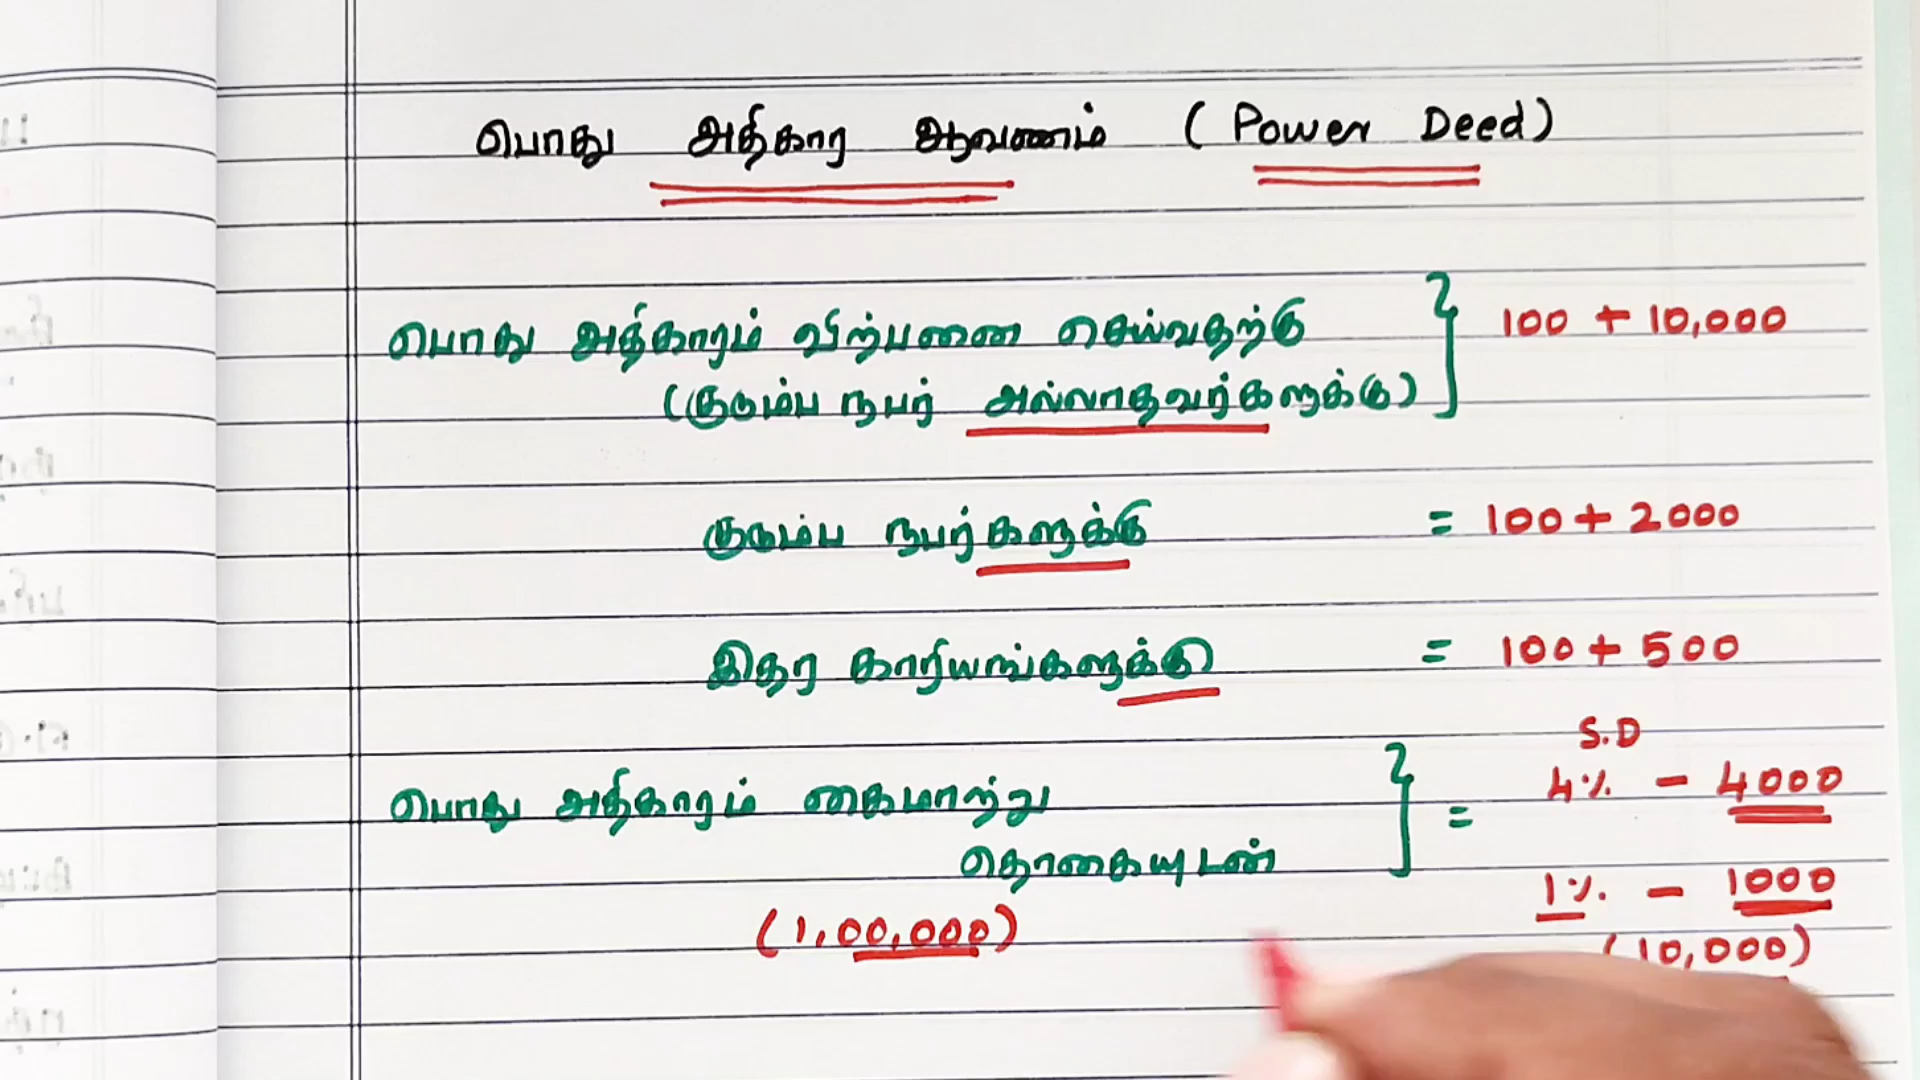 பொது அதிகார ஆவணம் (Power Deed)
பொது அதிகாரம் விற்பனை செய்வதற்கு } 100 + 10,000
(குடும்ப நபர் அல்லாதவர்களுக்கு)
குடும்ப நபர்களுக்கு = 100 + 2000
இதர காரியங்களுக்கு = 100 + 500
S.D
பொது அதிகாரம் கைமாற்று } = 4% - 4000
தொகையுடன்
1% - 1000
(1,00,000)
(10,000)